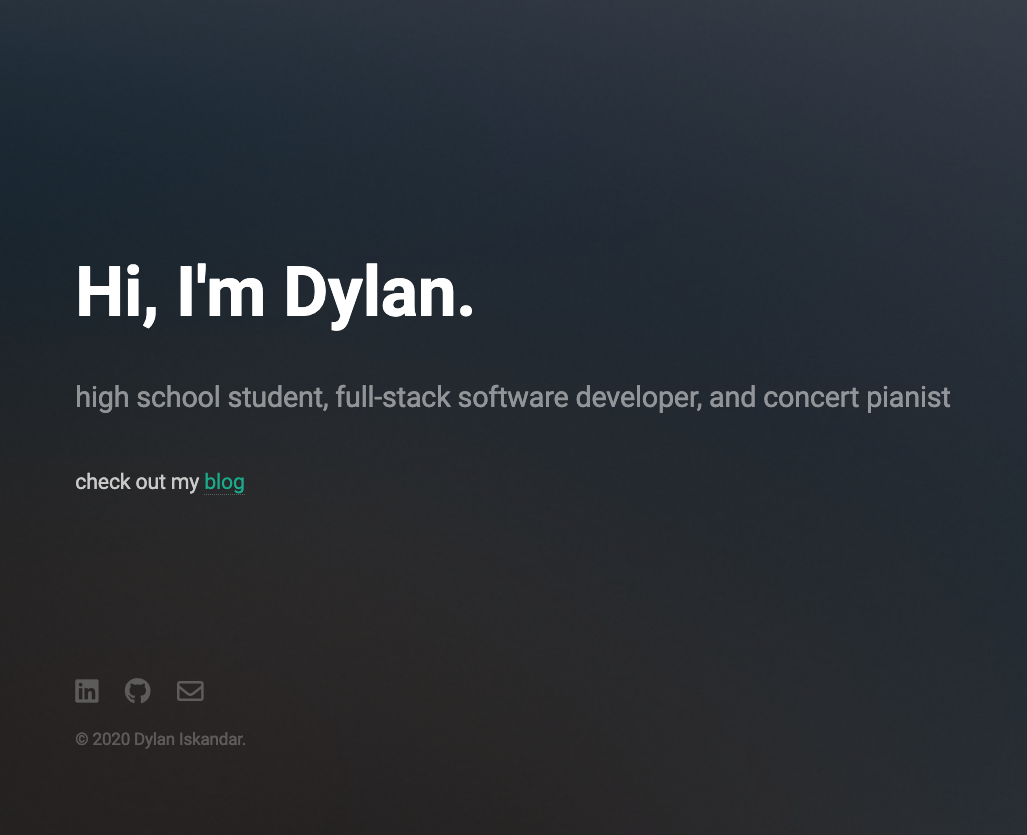 Hi, I'm Dylan.
high school student, full-stack software developer, and concert pianist
check out my blog
in
© 2020 Dylan Iskandar.